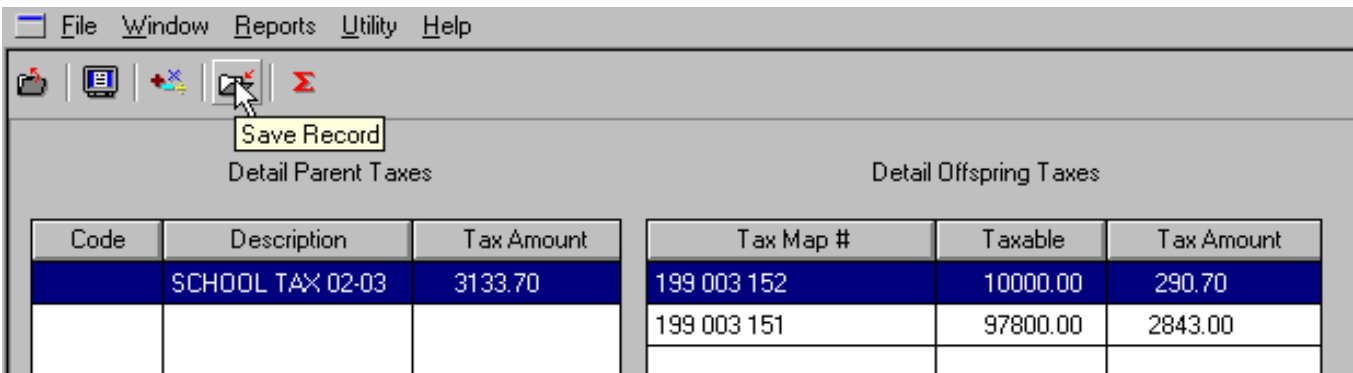 File Window Reports Utility Help
Σ
Save Record
Detail Parent Taxes
Detail Offspring Taxes
Code Description Tax Amount
Tax Map # Taxable Tax Amount
SCHOOL TAX 02-03 3133.70
199 003 152 10000.00 290.70
199 003 151 97800.00 2843.00